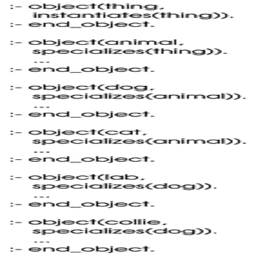 :- object(thing,
instantiates(thing)).
:- end_object.
:- object(animal,
specializes(thing)).
...
:- end_object.
:- object(dog,
specializes(animal)).
...
:- end_object.
:- object(cat,
specializes(animal)).
...
:- end_object.
:- object(lab,
specializes(dog)).
...
:- end_object.
:- object(collie,
specializes(dog)).
...
:- end_object.